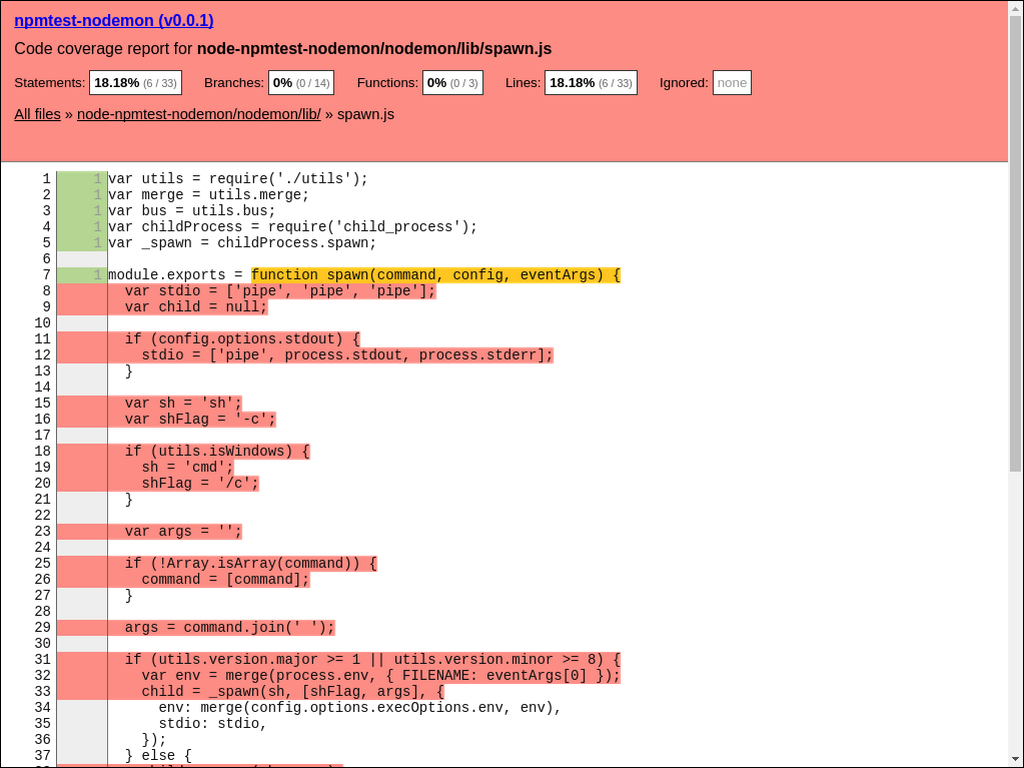 npmtest-nodemon (v0.0.1)
Code coverage report for node-npmtest-nodemon/nodemon/lib/spawn.js
Statements: 18.18% (6 / 33) Branches: 0% (0 / 14) Functions: 0% (0 / 3) Lines: 18.18% (6 / 33) Ignored: none
All files » node-npmtest-nodemon/nodemon/lib/ » spawn.js
1 1 var utils = require('./utils');
2 1 var merge = utils.merge;
3 1 var bus = utils.bus;
4 1 var childProcess = require('child_process');
5 1 var _spawn = childProcess.spawn;
6
7 1 module.exports = function spawn(command, config, eventArgs) {
8 var stdio = ['pipe', 'pipe', 'pipe'];
9 var child = null;
10
11 if (config.options.stdout) {
12 stdio = ['pipe', process.stdout, process.stderr];
13 }
14
15 var sh = 'sh';
16 var shFlag = '-c';
17
18 if (utils.isWindows) {
19 sh = 'cmd';
20 shFlag = '/c';
21 }
22
23 var args = '';
24
25 if (!Array.isArray(command)) {
26 command = [command];
27 }
28
29 args = command.join(' ');
30
31 if (utils.version.major >= 1 || utils.version.minor >= 8) {
32 var env = merge(process.env, { FILENAME: eventArgs[0] });
33 child = _spawn(sh, [shFlag, args], {
34 env: merge(config.options.execOptions.env, env),
35 stdio: stdio,
36 });
37 } else {